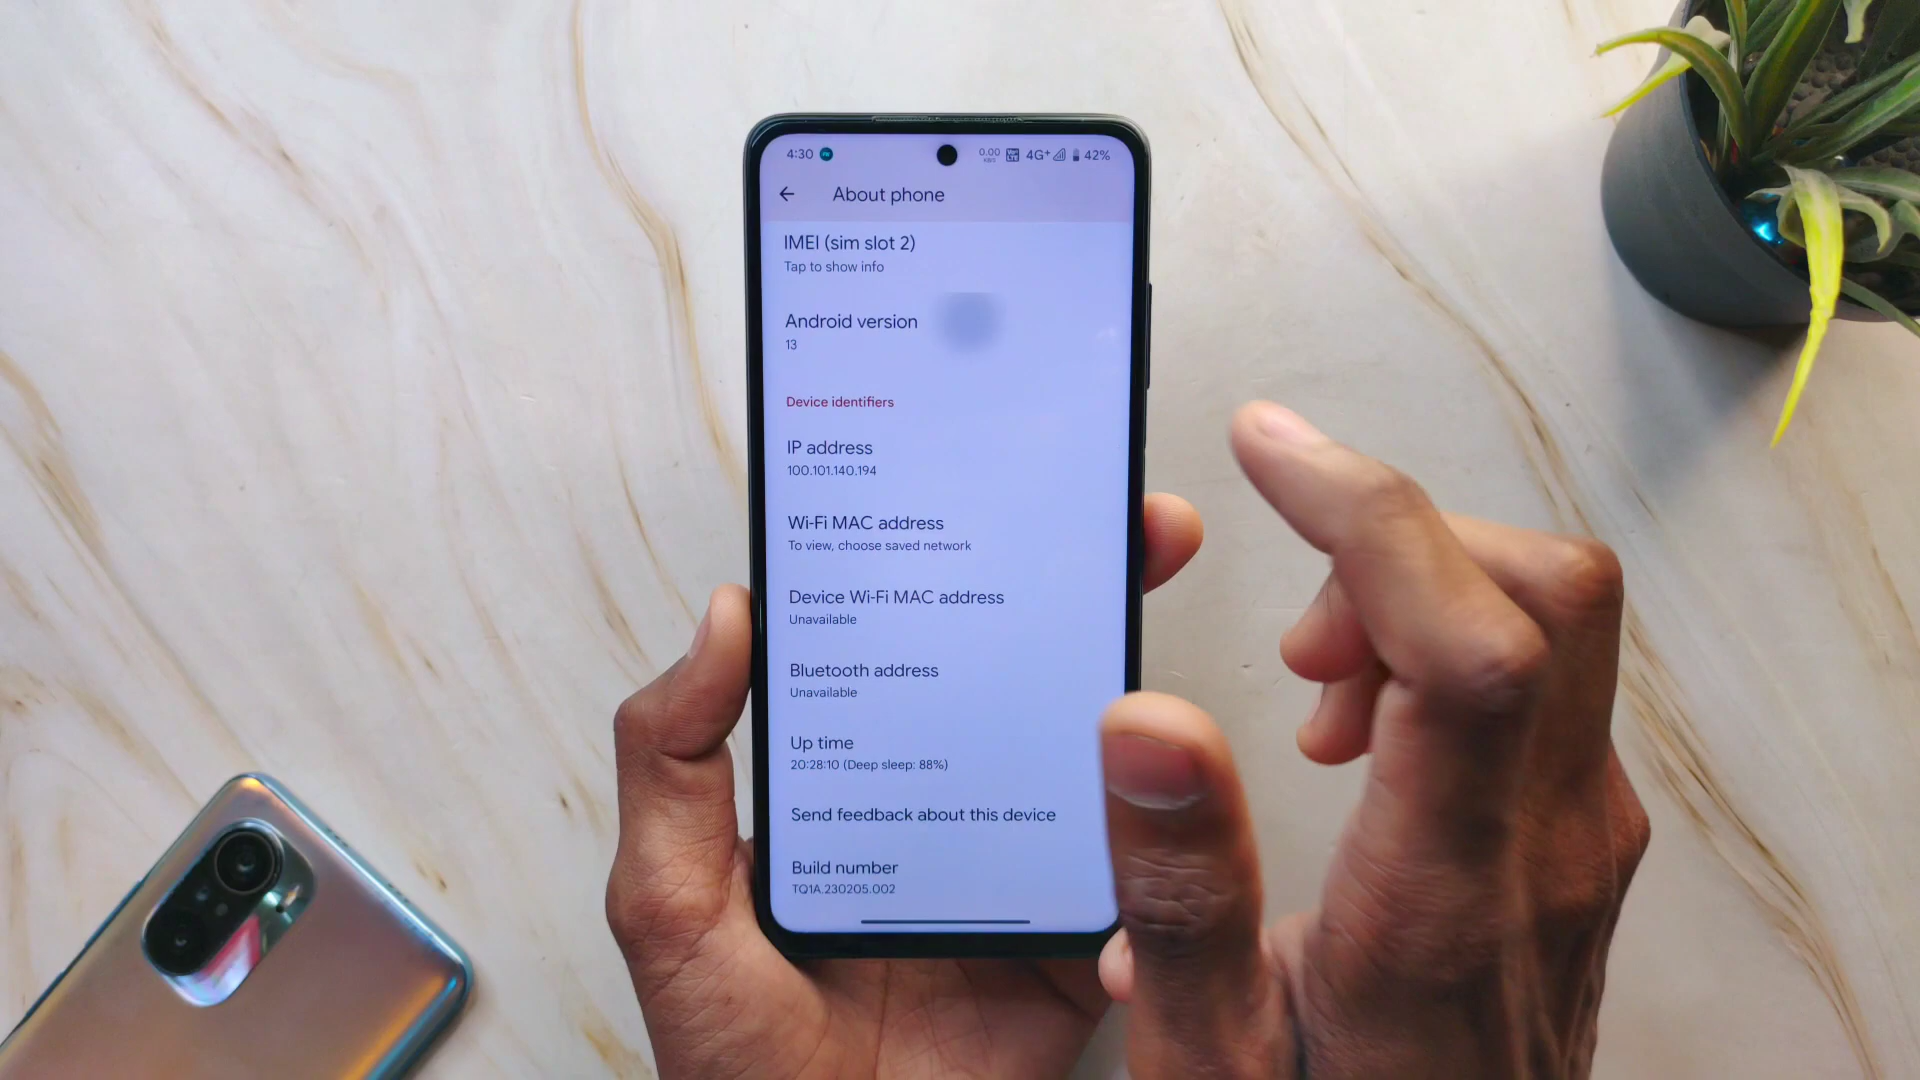 4:30 0.00 KB/S 4G+ 42%
About phone
IMEI (sim slot 2)
Tap to show info
Android version
13
Device identifiers
IP address
100.101.140.194
Wi-Fi MAC address
To view, choose saved network
Device Wi-Fi MAC address
Unavailable
Bluetooth address
Unavailable
Up time
20:28:10 (Deep sleep: 88%)
Send feedback about this device
Build number
TQ1A.230205.002